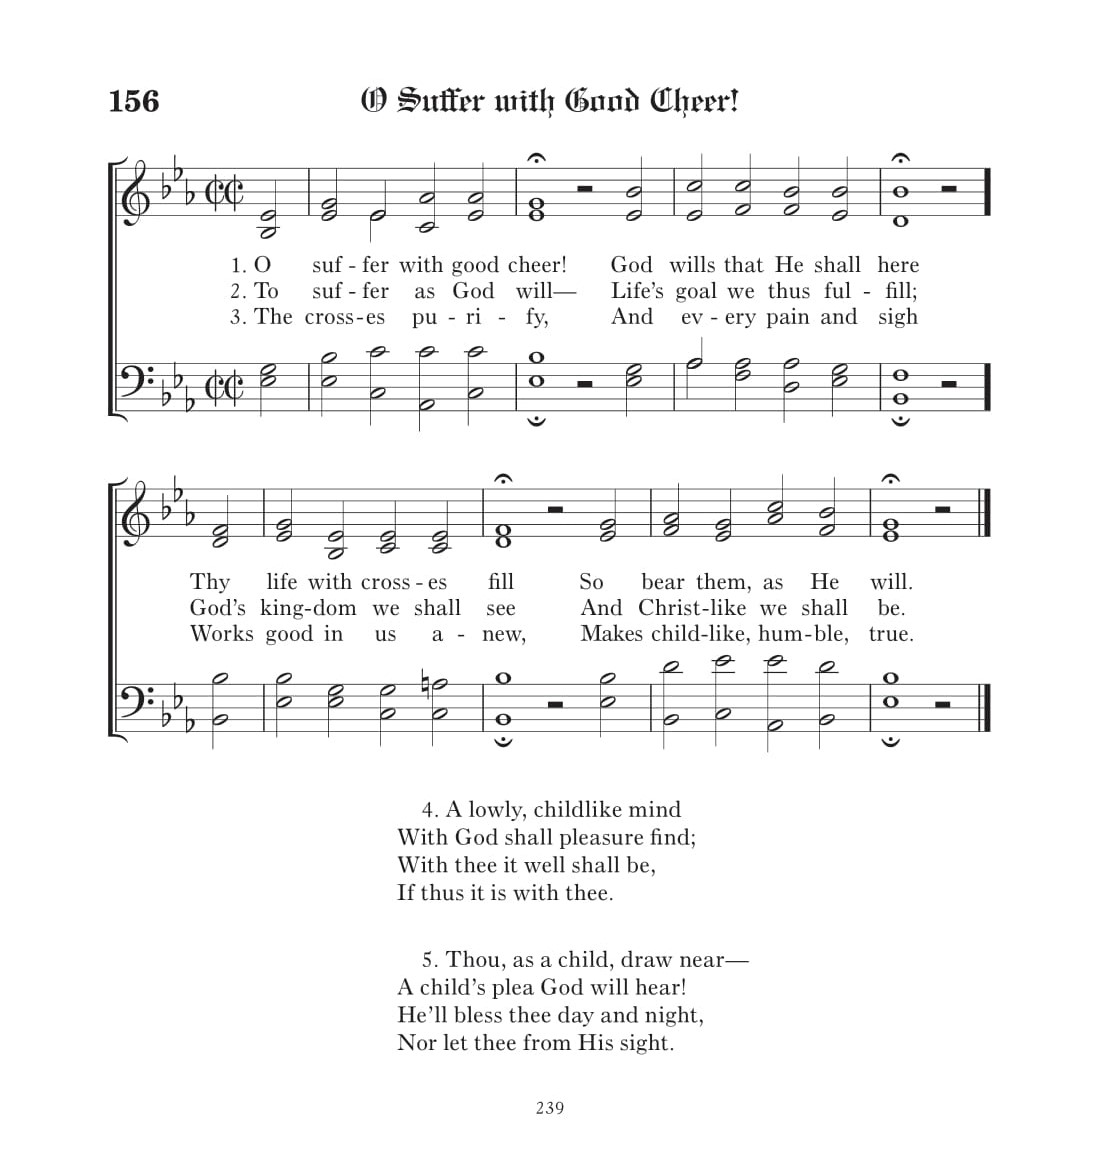 156 O Suffer with Good Cheer!
1. O suf - fer with good cheer! God wills that He shall here
2. To suf - fer as God will— Life's goal we thus ful - fill;
3. The cross-es pu - ri - fy, And ev - ery pain and sigh
Thy life with cross - es fill So bear them, as He will.
God's king-dom we shall see And Christ-like we shall be.
Works good in us a - new, Makes child-like, hum-ble, true.
4. A lowly, childlike mind
With God shall pleasure find;
With thee it well shall be,
If thus it is with thee.
5. Thou, as a child, draw near—
A child's plea God will hear!
He'll bless thee day and night,
Nor let thee from His sight.
239